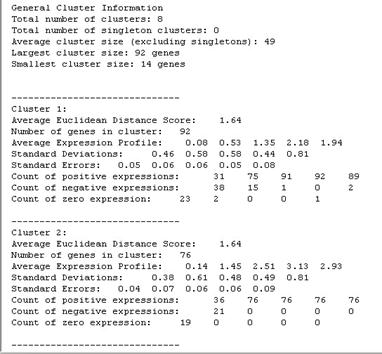 General Cluster Information
Total number of clusters: 8
Total number of singleton clusters: 0
Average cluster size (excluding singletons): 49
Largest cluster size: 92 genes
Smallest cluster size: 14 genes
------------------------------
Cluster 1:
Average Euclidean Distance Score: 1.64
Number of genes in cluster: 92
Average Expression Profile: 0.08 0.53 1.35 2.18 1.94
Standard Deviations: 0.46 0.58 0.58 0.44 0.81
Standard Errors: 0.05 0.06 0.06 0.05 0.08
Count of positive expressions: 31 75 91 92 89
Count of negative expressions: 38 15 1 0 2
Count of zero expression: 23 2 0 0 1
------------------------------
Cluster 2:
Average Euclidean Distance Score: 1.64
Number of genes in cluster: 76
Average Expression Profile: 0.14 1.45 2.51 3.13 2.93
Standard Deviations: 0.38 0.61 0.48 0.49 0.81
Standard Errors: 0.04 0.07 0.06 0.06 0.09
Count of positive expressions: 36 76 76 76 76
Count of negative expressions: 21 0 0 0 0
Count of zero expression: 19 0 0 0 0
------------------------------